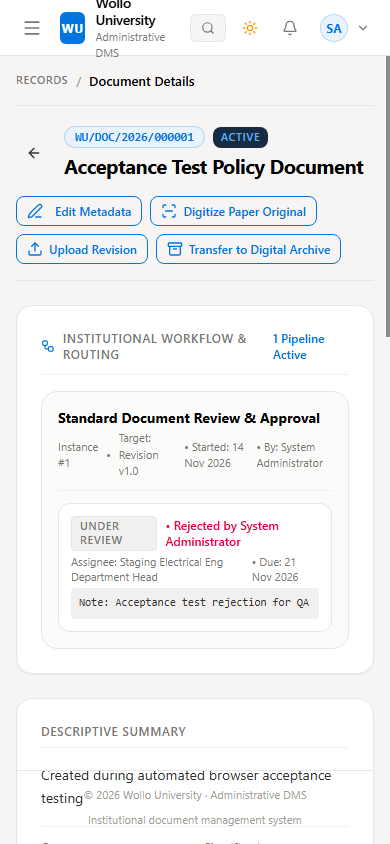 Wollo
University
Administrative
DMS
WU
SA
RECORDS / Document Details
WU/DOC/2026/000001 ACTIVE
Acceptance Test Policy Document
Edit Metadata Digitize Paper Original
Upload Revision Transfer to Digital Archive
INSTITUTIONAL WORKFLOW &
ROUTING
1 Pipeline
Active
Standard Document Review & Approval
Instance
#1
• Target:
Revision
v1.0
• Started: 14
Nov 2026
• By: System
Administrator
UNDER
REVIEW
• Rejected by System
Administrator
Assignee: Staging Electrical Eng
Department Head
• Due: 21
Nov 2026
Note: Acceptance test rejection for QA
DESCRIPTIVE SUMMARY
Created during automated browser acceptance
testing
© 2026 Wollo University · Administrative DMS
Institutional document management system